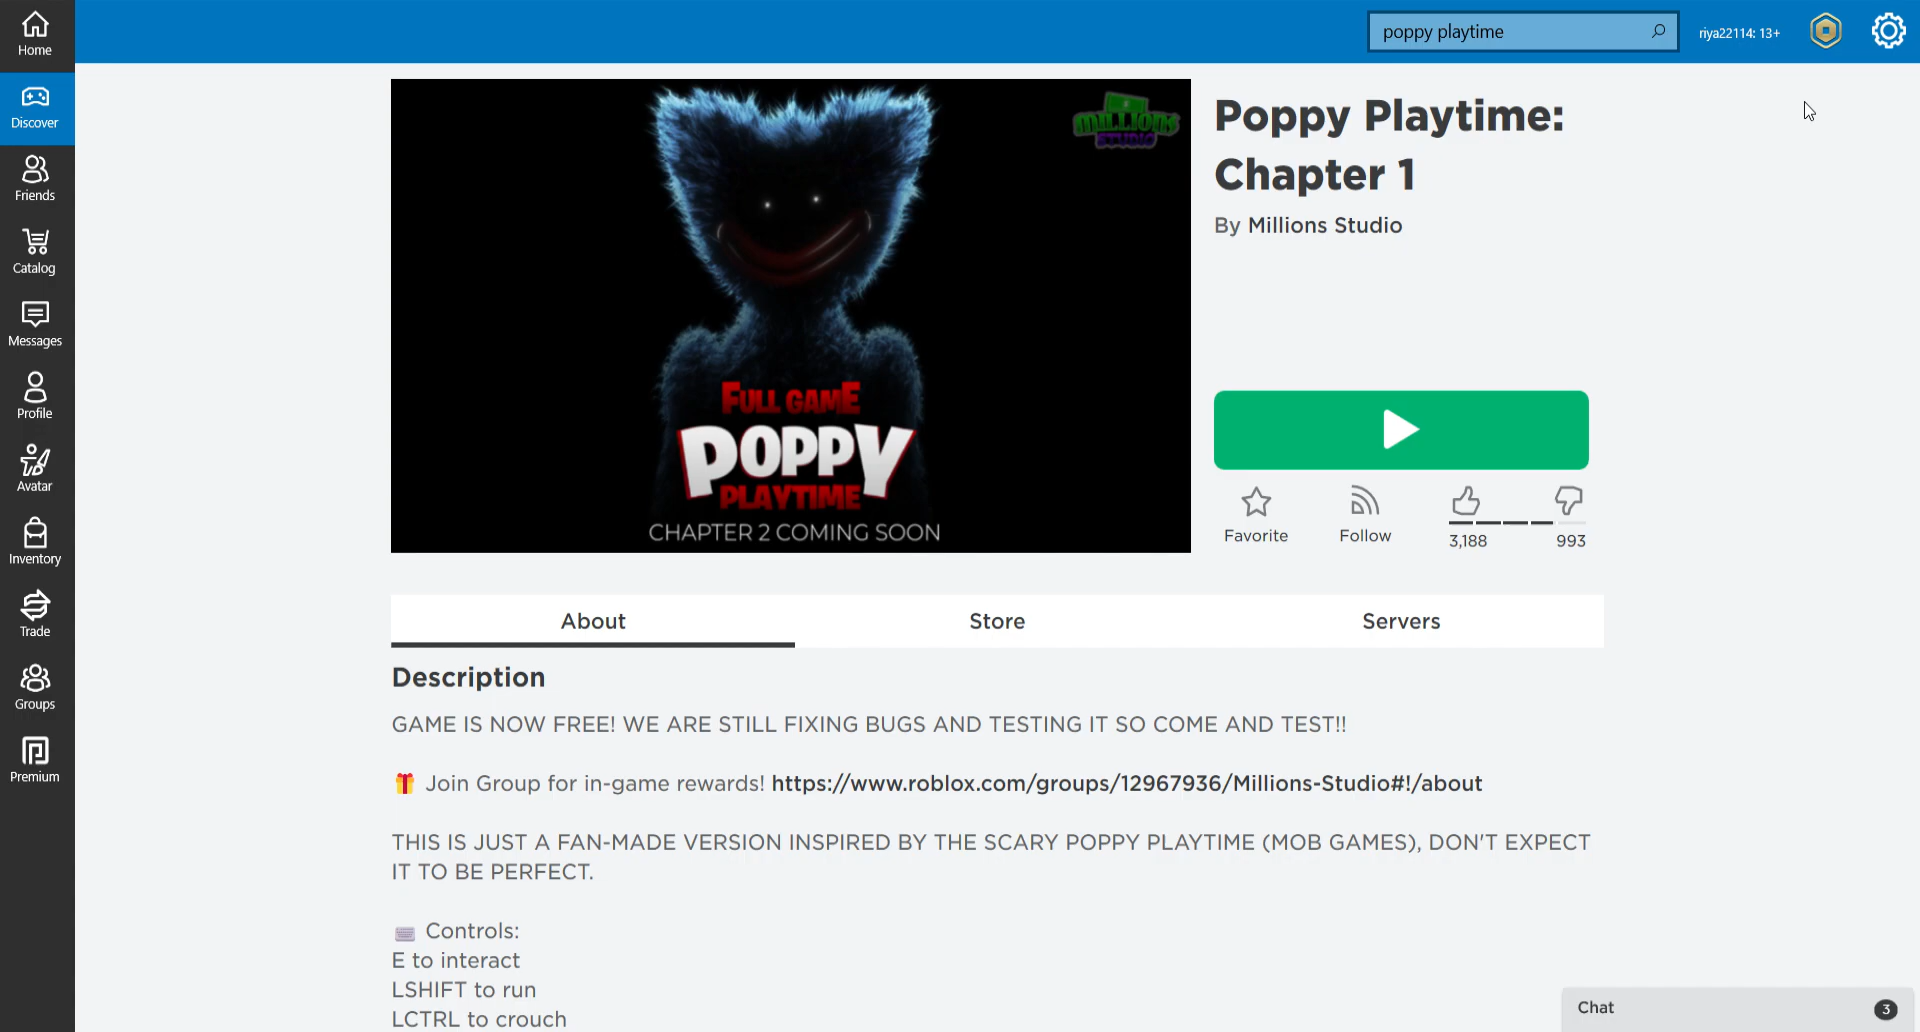 Home
Discover
Friends
Catalog
Messages
Profile
Avatar
Inventory
Trade
Groups
Premium
poppy playtime
riya22114: 13+
MILLIONS
STUDIO
FULL GAME
POPPY
PLAYTIME
CHAPTER 2 COMING SOON
Poppy Playtime:
Chapter 1
By Millions Studio
Favorite
Follow
3,188
993
About
Store
Servers
Description
GAME IS NOW FREE! WE ARE STILL FIXING BUGS AND TESTING IT SO COME AND TEST!!
Join Group for in-game rewards! https://www.roblox.com/groups/12967936/Millions-Studio#!/about
THIS IS JUST A FAN-MADE VERSION INSPIRED BY THE SCARY POPPY PLAYTIME (MOB GAMES), DON'T EXPECT
IT TO BE PERFECT.
Controls:
E to interact
LSHIFT to run
LCTRL to crouch
Chat
3